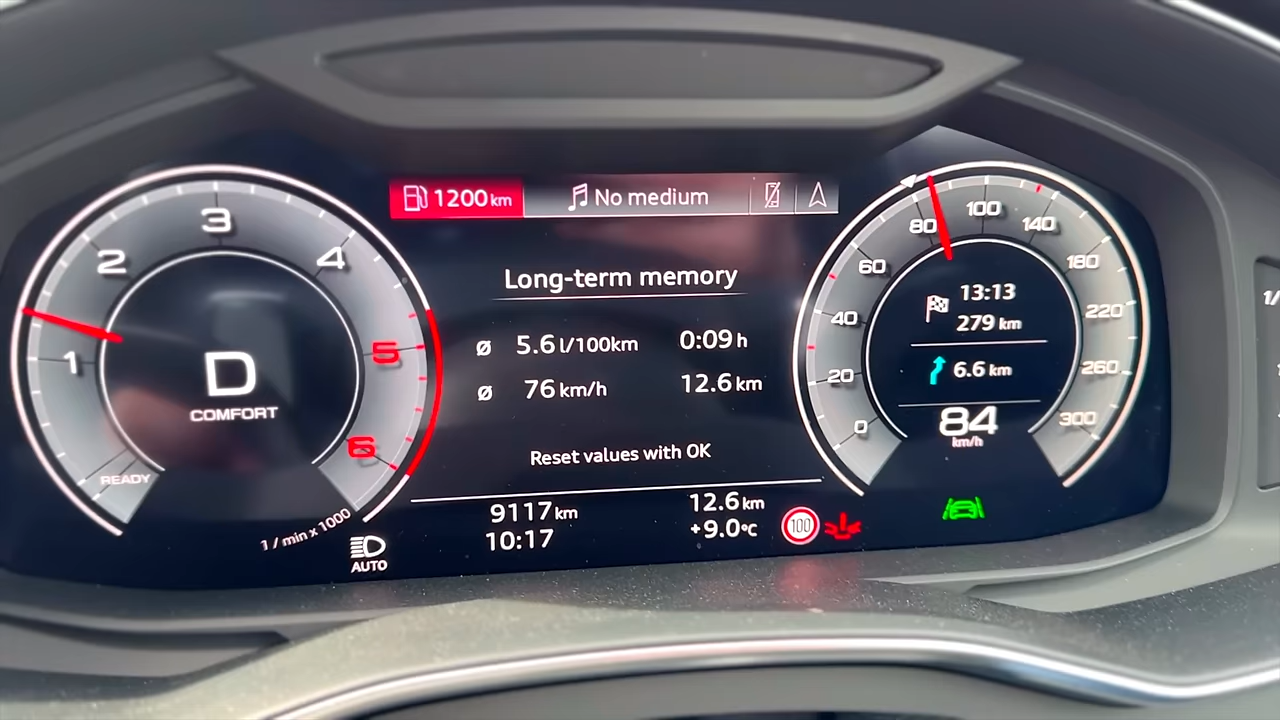 1200 km No medium
Long-term memory
ø 5.6 l/100km 0:09 h
ø 76 km/h 12.6 km
Reset values with OK
9117 km 12.6 km
10:17 +9.0 °C
100
1
2
3
4
5
6
READY
1 / min x 1000
D
COMFORT
AUTO
0
20
40
60
80
100
140
180
220
260
300
13:13
279 km
6.6 km
84
km/h
1/